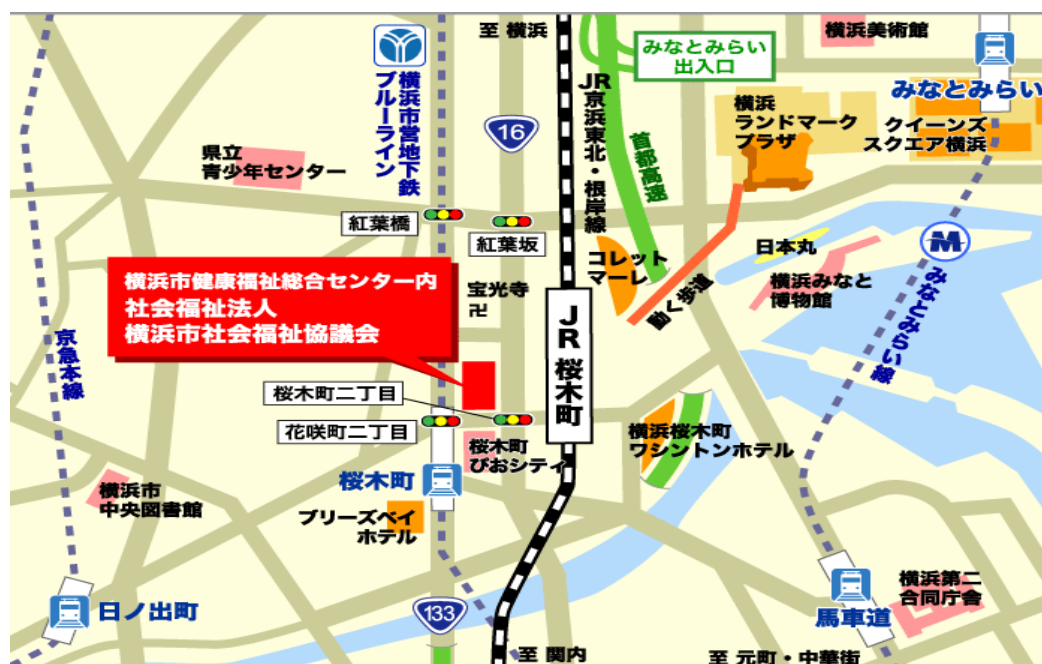 至 横浜
みなとみらい
出入口
横浜美術館
みなとみらい
横浜市営地下鉄
ブルーライン
16
JR京浜東北・根岸線
首都高速
横浜
ランドマーク
プラザ
クイーンズ
スクエア横浜
県立
青少年センター
紅葉橋
紅葉坂
コレット
マーレ
日本丸
横浜みなと
博物館
M
みなとみらい線
動く歩道
横浜市健康福祉総合センター内
社会福祉法人
横浜市社会福祉協議会
宝光寺
卍
JR 桜木町
京急本線
桜木町二丁目
花咲町二丁目
桜木町
ぴおシティ
横浜桜木町
ワシントンホテル
桜木町
横浜市
中央図書館
ブリーズベイ
ホテル
日ノ出町
133
馬車道
横浜第二
合同庁舎
至 関内
至 元町・中華街